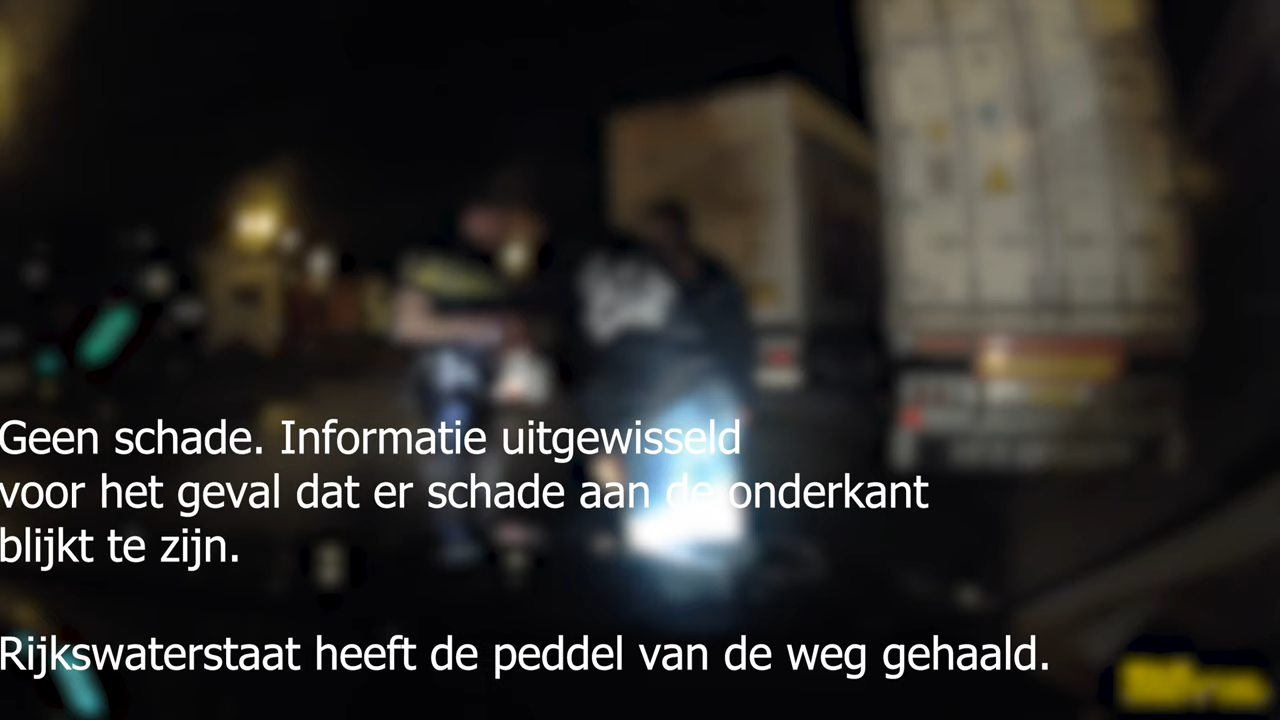 Geen schade. Informatie uitgewisseld
voor het geval dat er schade aan de onderkant
blijkt te zijn.
Rijkswaterstaat heeft de peddel van de weg gehaald.